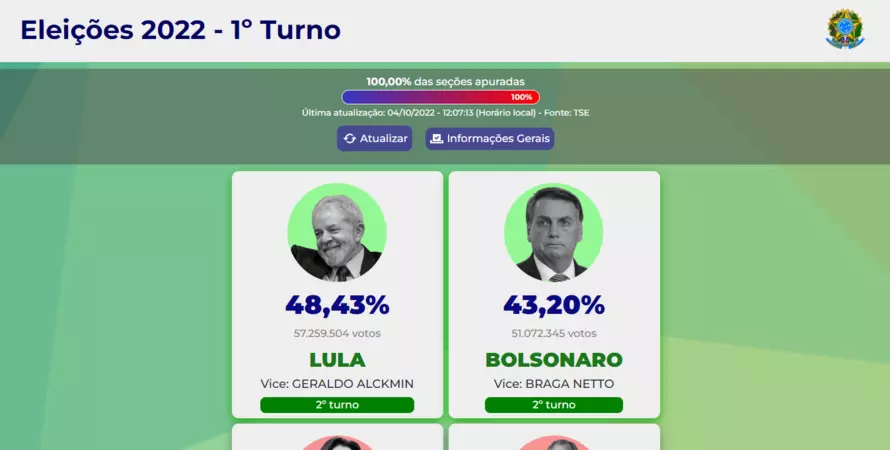 Eleições 2022 - 1º Turno
100,00% das seções apuradas
100%
Última atualização: 04/10/2022 - 12:07:13 (Horário local) - Fonte: TSE
Atualizar
Informações Gerais
48,43%
57.259.504 votos
LULA
Vice: GERALDO ALCKMIN
2º turno
43,20%
51.072.345 votos
BOLSONARO
Vice: BRAGA NETTO
2º turno